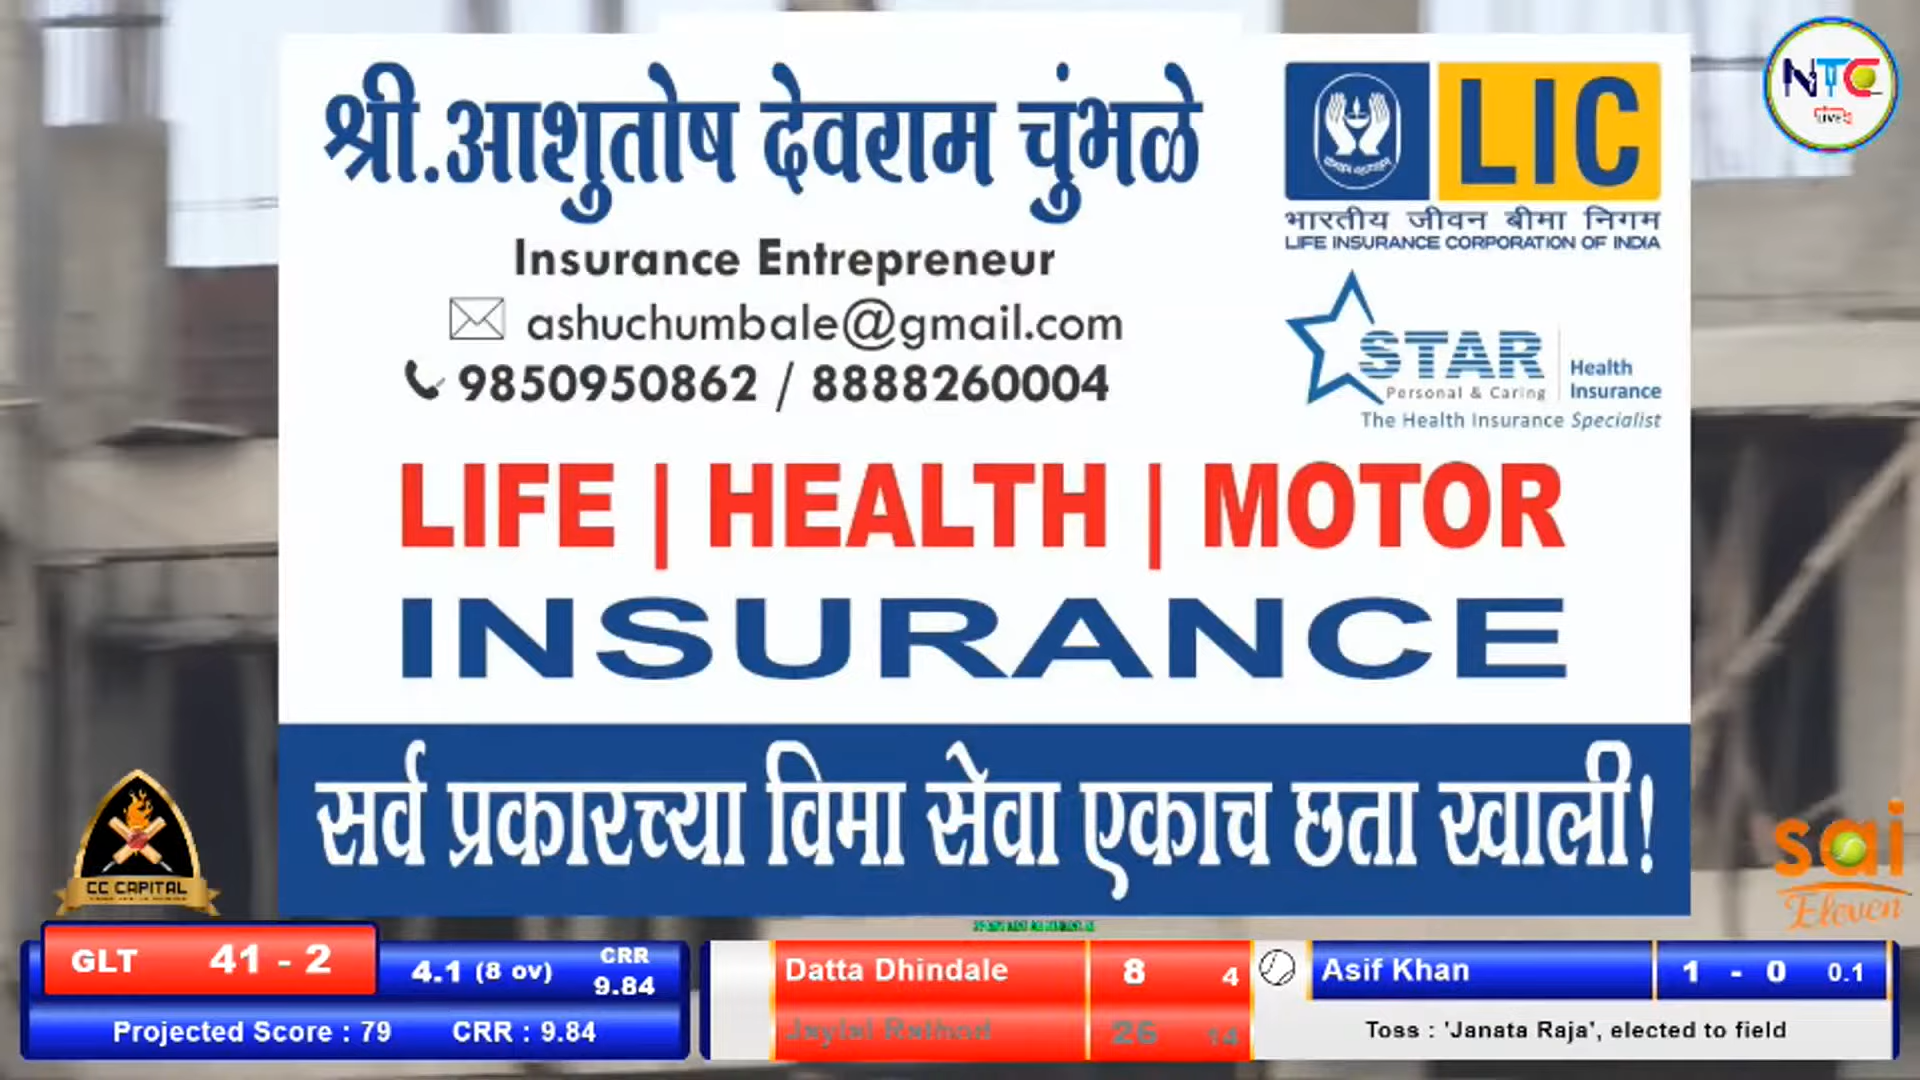 श्री.आशुतोष देवराम चुंभळे
Insurance Entrepreneur
ashuchumbale@gmail.com
9850950862 / 8888260004
LIC
भारतीय जीवन बीमा निगम
LIFE INSURANCE CORPORATION OF INDIA
STAR
Personal & Caring
Health
Insurance
The Health Insurance Specialist
LIFE | HEALTH | MOTOR
INSURANCE
सर्व प्रकारच्या विमा सेवा एकाच छता खाली!
NTC
LIVE
CC CAPITAL
sai
Eleven
GLT 41 - 2
4.1 (8 ov)
CRR
9.84
Projected Score : 79 CRR : 9.84
Datta Dhindale 8 4
Jaylal Rathod 26 14
Asif Khan 1 - 0 0.1
Toss : 'Janata Raja', elected to field